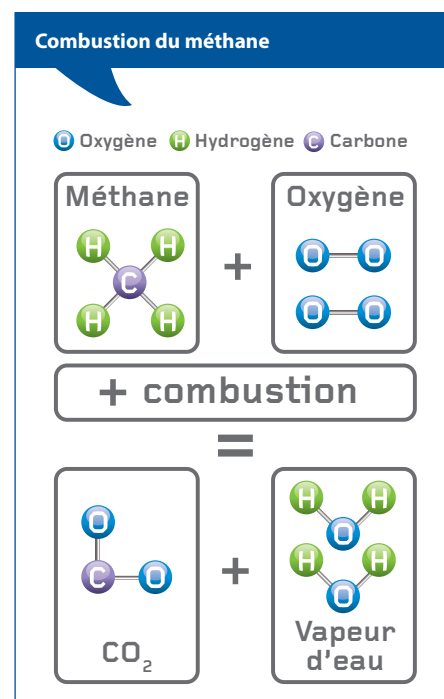 Combustion du méthane
O Oxygène H Hydrogène C Carbone
Méthane
H H
C
H H
+
Oxygène
O O
O O
+ combustion
=
O
C O
CO₂
+
H H
O
H H
O
Vapeur
d'eau